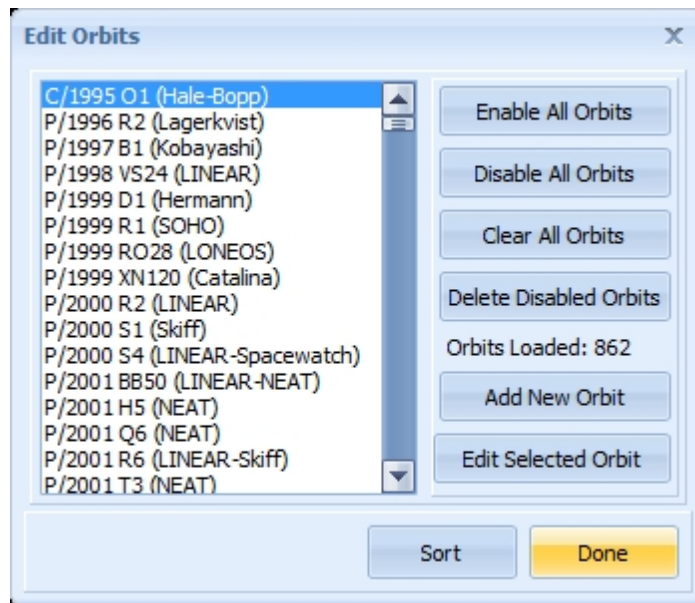 Edit Orbits
C/1995 O1 (Hale-Bopp)
P/1996 R2 (Lagerkvist)
P/1997 B1 (Kobayashi)
P/1998 VS24 (LINEAR)
P/1999 D1 (Hermann)
P/1999 R1 (SOHO)
P/1999 RO28 (LONEOS)
P/1999 XN120 (Catalina)
P/2000 R2 (LINEAR)
P/2000 S1 (Skiff)
P/2000 S4 (LINEAR-Spacewatch)
P/2001 BB50 (LINEAR-NEAT)
P/2001 H5 (NEAT)
P/2001 Q6 (NEAT)
P/2001 R6 (LINEAR-Skiff)
P/2001 T3 (NEAT)
Enable All Orbits
Disable All Orbits
Clear All Orbits
Delete Disabled Orbits
Orbits Loaded: 862
Add New Orbit
Edit Selected Orbit
Sort
Done